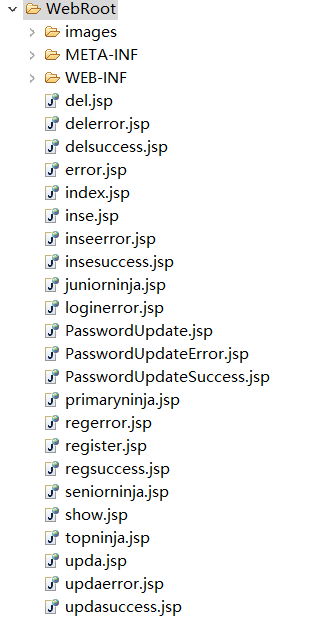 WebRoot
images
META-INF
WEB-INF
del.jsp
delerror.jsp
delsuccess.jsp
error.jsp
index.jsp
inse.jsp
inseerror.jsp
insesuccess.jsp
juniorninja.jsp
loginerror.jsp
PasswordUpdate.jsp
PasswordUpdateError.jsp
PasswordUpdateSuccess.jsp
primaryninja.jsp
regerror.jsp
register.jsp
regsuccess.jsp
seniorninja.jsp
show.jsp
topninja.jsp
upda.jsp
updaerror.jsp
updasuccess.jsp